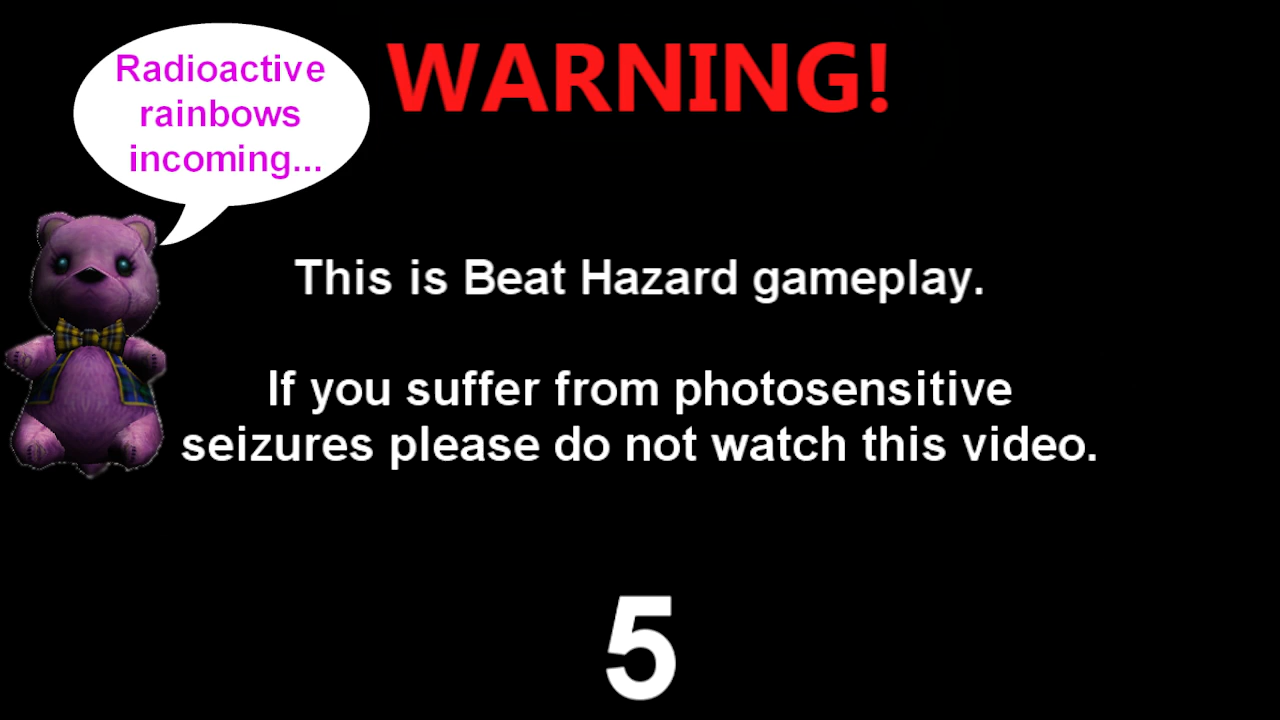 Radioactive
rainbows
incoming...
WARNING!
This is Beat Hazard gameplay.
If you suffer from photosensitive
seizures please do not watch this video.
5